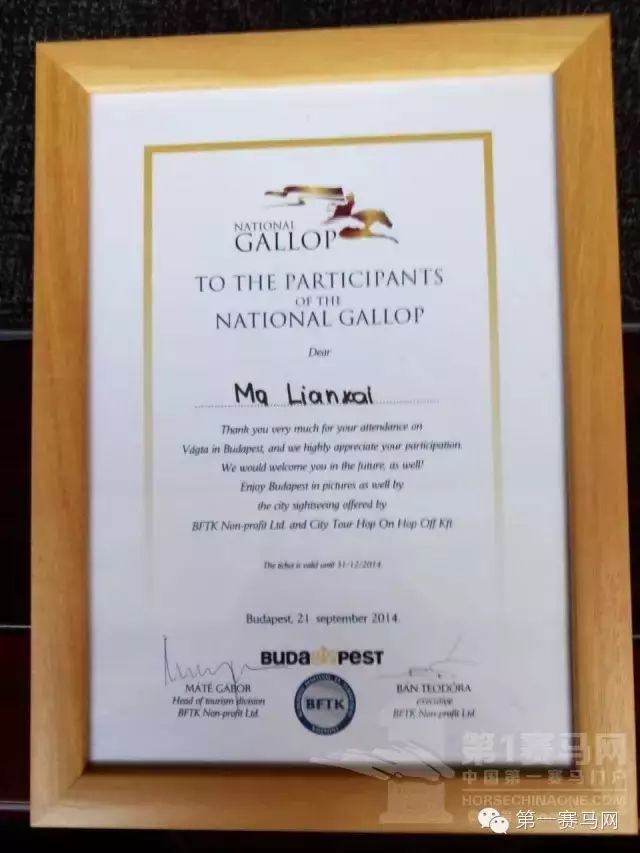 NATIONAL
GALLOP
TO THE PARTICIPANTS
OF THE
NATIONAL GALLOP
Dear
Ma Liankai
Thank you very much for your attendance on
Vágta in Budapest, and we highly appreciate your participation.
We would welcome you in the future, as well!
Enjoy Budapest in pictures as well by
the city sightseeing offered by
BFTK Non-profit Ltd. and City Tour Hop On Hop Off Kft
The ticket is valid until 31/12/2014.
Budapest, 21 september 2014.
BUDAPEST
MÁTÉ GÁBOR
Head of tourism division
BFTK Non-profit Ltd.
BFTK
BÁN TEODÓRA
executive
BFTK Non-profit Ltd.
第1赛马网
中国第一赛马门户
HORSECHINAONE.COM
第一赛马网